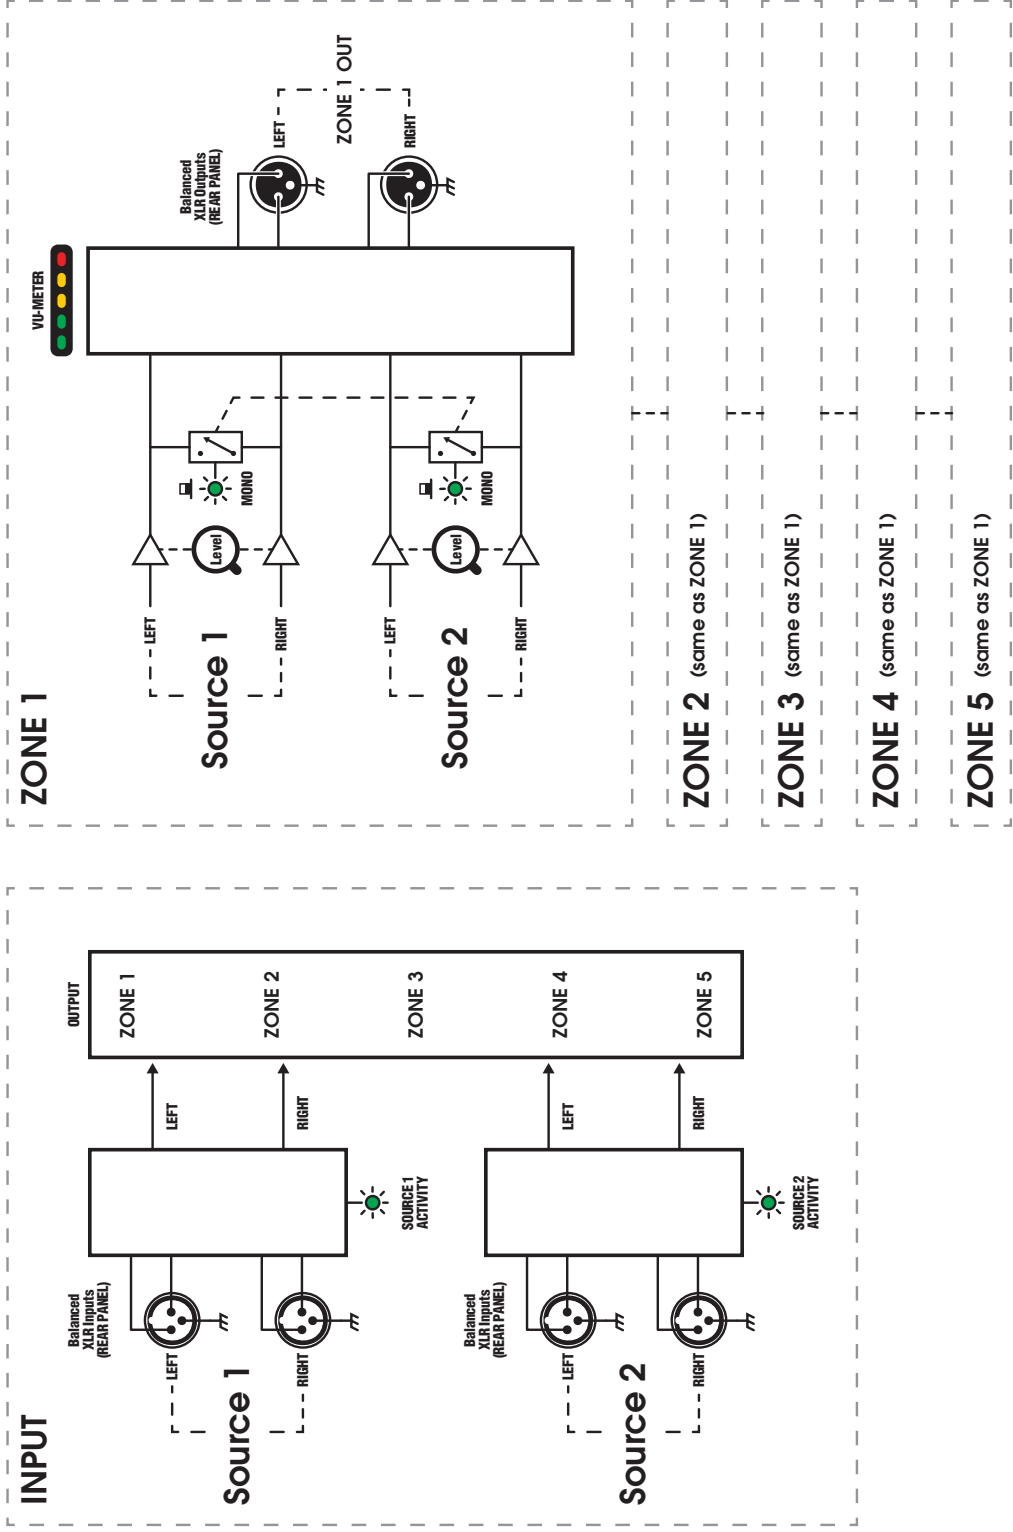 INPUT
Source 1
LEFT
RIGHT
Balanced
XLR Inputs
(REAR PANEL)
SOURCE 1
ACTIVITY
LEFT
RIGHT
Source 2
LEFT
RIGHT
Balanced
XLR Inputs
(REAR PANEL)
SOURCE 2
ACTIVITY
LEFT
RIGHT
OUTPUT
ZONE 1
ZONE 2
ZONE 3
ZONE 4
ZONE 5
ZONE 1
Source 1
LEFT
RIGHT
Level
MONO
Source 2
LEFT
RIGHT
Level
MONO
VU-METER
Balanced
XLR Outputs
(REAR PANEL)
LEFT
RIGHT
ZONE 1 OUT
ZONE 2 (same as ZONE 1)
ZONE 3 (same as ZONE 1)
ZONE 4 (same as ZONE 1)
ZONE 5 (same as ZONE 1)